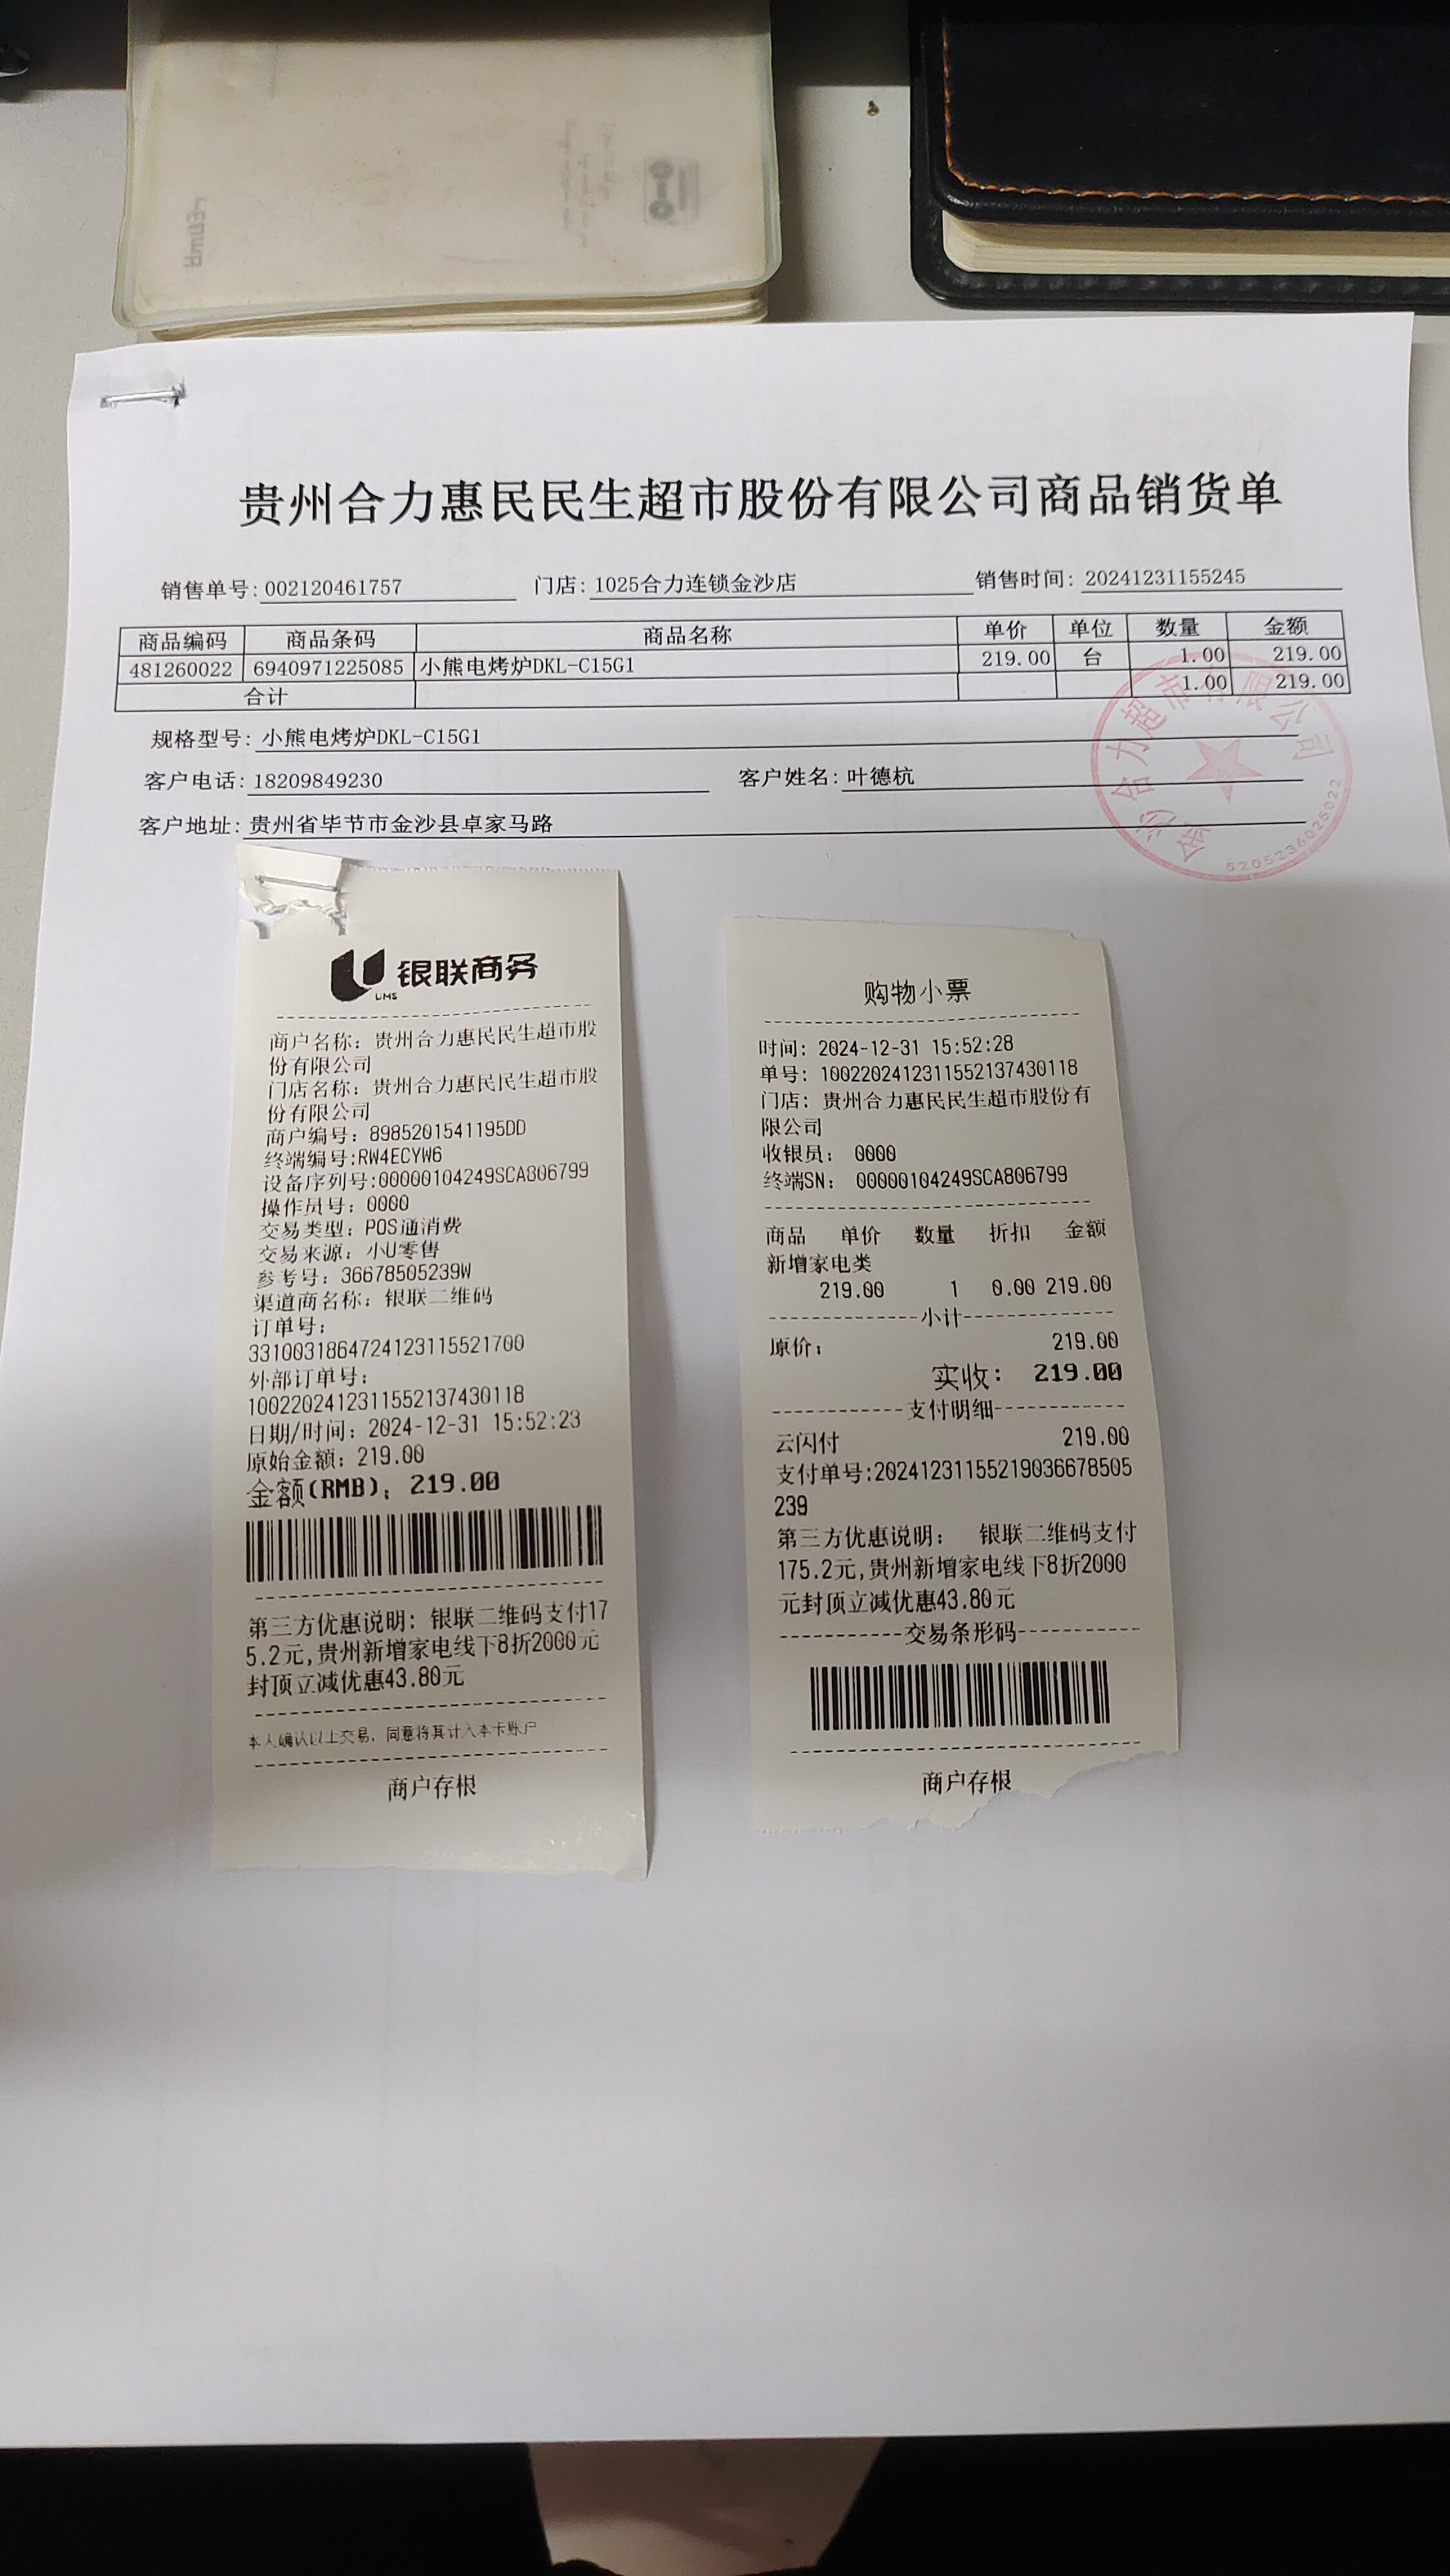 贵州合力惠民民生超市股份有限公司商品销货单
销售单号: 002120461757 门店: 1025合力连锁金沙店 销售时间: 20241231155245
商品编码 商品条码 商品名称 单价 单位 数量 金额
481260022 6940971225085 小熊电烤炉DKL-C15G1 219.00 台 1.00 219.00
合计 1.00 219.00
规格型号: 小熊电烤炉DKL-C15G1
客户电话: 18209849230 客户姓名: 叶德杭
客户地址: 贵州省毕节市金沙县卓家马路
金沙合力超市有限公司
5205236025022
银联商务
UMS
商户名称: 贵州合力惠民民生超市股
份有限公司
门店名称: 贵州合力惠民民生超市股
份有限公司
商户编号: 8985201541195DD
终端编号:RW4ECYW6
设备序列号:00000104249SCA806799
操作员号: 0000
交易类型: POS通消费
交易来源: 小U零售
参考号: 36678505239W
渠道商名称: 银联二维码
订单号:
33100318647241231155217​00
外部订单号:
10022024123115521374​30118
日期/时间: 2024-12-31 15:52:23
原始金额: 219.00
金额(RMB): 219.00
第三方优惠说明: 银联二维码支付17
5.2元,贵州新增家电线下8折2000元
封顶立减优惠43.80元
本人确认以上交易, 同意将其计入本卡账户
商户存根
购物小票
时间: 2024-12-31 15:52:28
单号: 1002202412311552137430118
门店: 贵州合力惠民民生超市股份有
限公司
收银员: 0000
终端SN: 00000104249SCA806799
商品 单价 数量 折扣 金额
新增家电类
219.00 1 0.00 219.00
小计
原价: 219.00
实收: 219.00
支付明细
云闪付 219.00
支付单号:20241231155219036678505
239
第三方优惠说明: 银联二维码支付
175.2元,贵州新增家电线下8折2000
元封顶立减优惠43.80元
交易条形码
商户存根